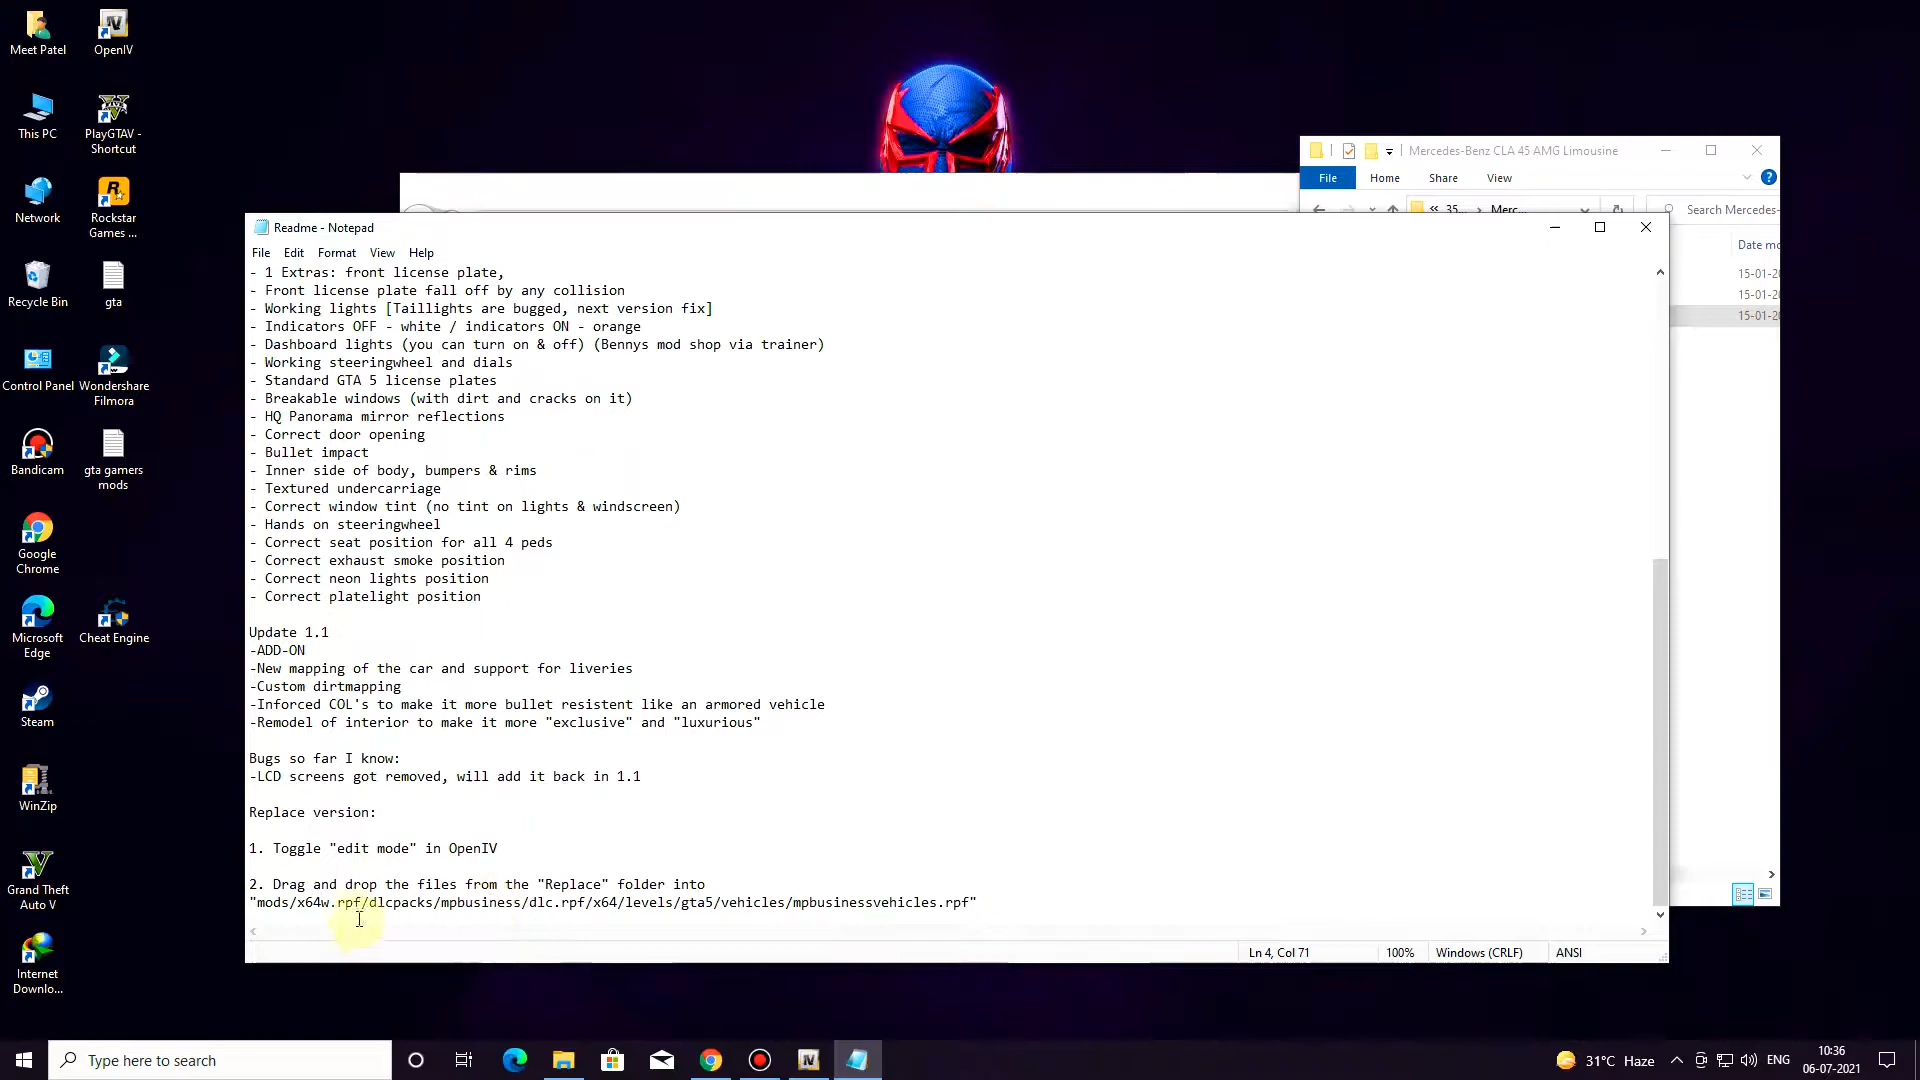 Meet Patel
OpenIV
This PC
PlayGTAV -
Shortcut
Network
Rockstar
Games ...
Recycle Bin
gta
Control Panel
Wondershare
Filmora
Bandicam
gta gamers
mods
Google
Chrome
Microsoft
Edge
Cheat Engine
Steam
WinZip
Grand Theft
Auto V
Internet
Downlo...
Mercedes-Benz CLA 45 AMG Limousine
File Home Share View
« 35... › Merc...
Search Mercedes-
Date mo
15-01-20
15-01-20
15-01-20
Readme - Notepad
File Edit Format View Help
- 1 Extras: front license plate,
- Front license plate fall off by any collision
- Working lights [Taillights are bugged, next version fix]
- Indicators OFF - white / indicators ON - orange
- Dashboard lights (you can turn on & off) (Bennys mod shop via trainer)
- Working steeringwheel and dials
- Standard GTA 5 license plates
- Breakable windows (with dirt and cracks on it)
- HQ Panorama mirror reflections
- Correct door opening
- Bullet impact
- Inner side of body, bumpers & rims
- Textured undercarriage
- Correct window tint (no tint on lights & windscreen)
- Hands on steeringwheel
- Correct seat position for all 4 peds
- Correct exhaust smoke position
- Correct neon lights position
- Correct platelight position
Update 1.1
-ADD-ON
-New mapping of the car and support for liveries
-Custom dirtmapping
-Inforced COL's to make it more bullet resistent like an armored vehicle
-Remodel of interior to make it more "exclusive" and "luxurious"
Bugs so far I know:
-LCD screens got removed, will add it back in 1.1
Replace version:
1. Toggle "edit mode" in OpenIV
2. Drag and drop the files from the "Replace" folder into
"mods/x64w.rpf/dlcpacks/mpbusiness/dlc.rpf/x64/levels/gta5/vehicles/mpbusinessvehicles.rpf"
Ln 4, Col 71
100%
Windows (CRLF)
ANSI
Type here to search
31°C Haze
ENG
10:36
06-07-2021